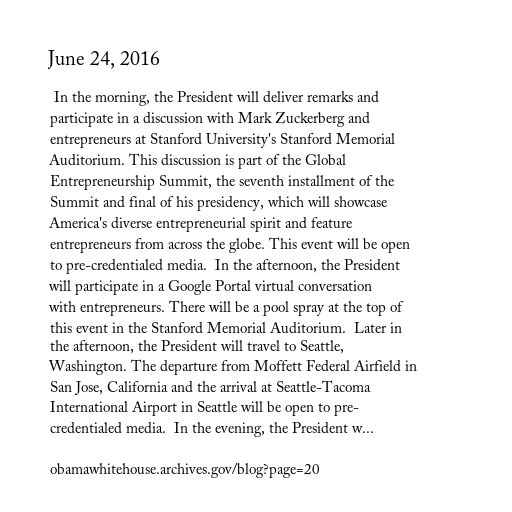 June 24, 2016
In the morning, the President will deliver remarks and
participate in a discussion with Mark Zuckerberg and
entrepreneurs at Stanford University's Stanford Memorial
Auditorium. This discussion is part of the Global
Entrepreneurship Summit, the seventh installment of the
Summit and final of his presidency, which will showcase
America's diverse entrepreneurial spirit and feature
entrepreneurs from across the globe. This event will be open
to pre-credentialed media.  In the afternoon, the President
will participate in a Google Portal virtual conversation
with entrepreneurs. There will be a pool spray at the top of
this event in the Stanford Memorial Auditorium.  Later in
the afternoon, the President will travel to Seattle,
Washington. The departure from Moffett Federal Airfield in
San Jose, California and the arrival at Seattle-Tacoma
International Airport in Seattle will be open to pre-
credentialed media.  In the evening, the President w...
obamawhitehouse.archives.gov/blog?page=20